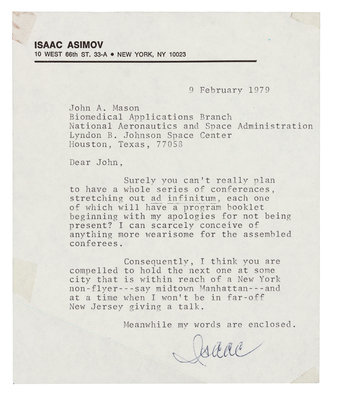 ISAAC ASIMOV
10 WEST 66th ST. 33-A • NEW YORK, NY 10023
9 February 1979
John A. Mason
Biomedical Applications Branch
National Aeronautics and Space Administration
Lyndon B. Johnson Space Center
Houston, Texas, 77058
Dear John,
Surely you can't really plan
to have a whole series of conferences,
stretching out ad infinitum, each one
of which will have a program booklet
beginning with my apologies for not being
present? I can scarcely conceive of
anything more wearisome for the assembled
conferees.
Consequently, I think you are
compelled to hold the next one at some
city that is within reach of a New York
non-flyer---say midtown Manhattan---and
at a time when I won't be in far-off
New Jersey giving a talk.
Meanwhile my words are enclosed.
Isaac